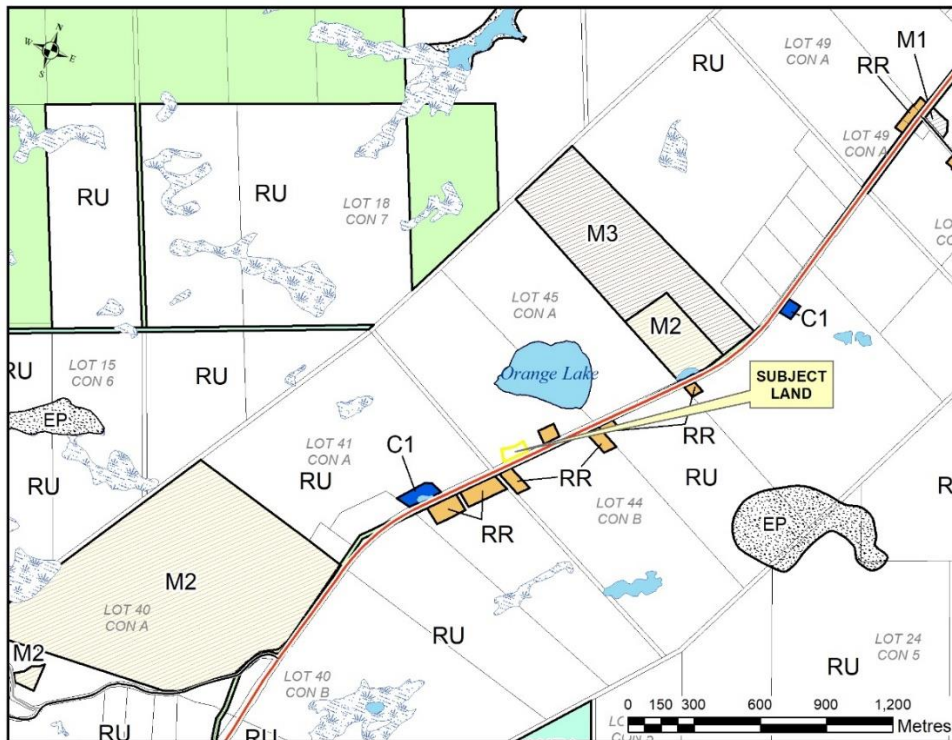 N
W
E
S
RU
LOT 49
CON A
M1
RR
LOT 49
CON A
RU
RU
LOT 18
CON 7
M3
LOT 45
CON A
M2
C1
RU
LOT 15
CON 6
RU
Orange Lake
SUBJECT
LAND
EP
LOT 41
CON A
C1
RR
RU
RU
RR
RU
RR
LOT 44
CON B
EP
M2
LOT 40
CON A
RU
M2
LOT 40
CON B
LOT 24
CON 5
RU
RU
RU
0 150 300 600 900 1,200
Metres